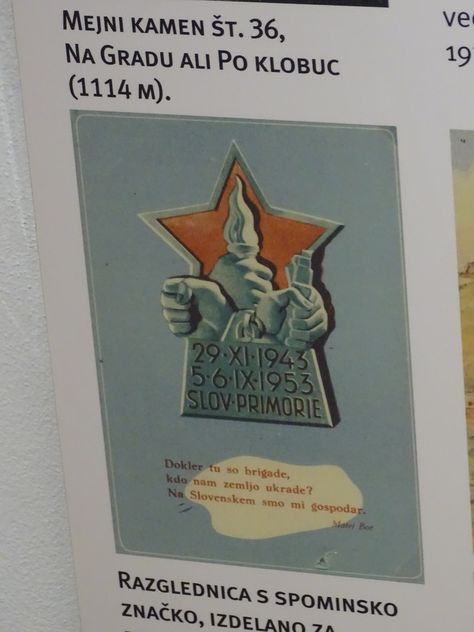 Mejni kamen št. 36,
Na Gradu ali Po klobuc
(1114 m).
ve
19
29·XI·1943
5·6·IX·1953
SLOV·PRIMORJE
Dokler tu so brigade,
kdo nam zemljo ukrade?
Na Slovenskem smo mi gospodar.
Matej Bor
Razglednica s spominsko
značko, izdelano za